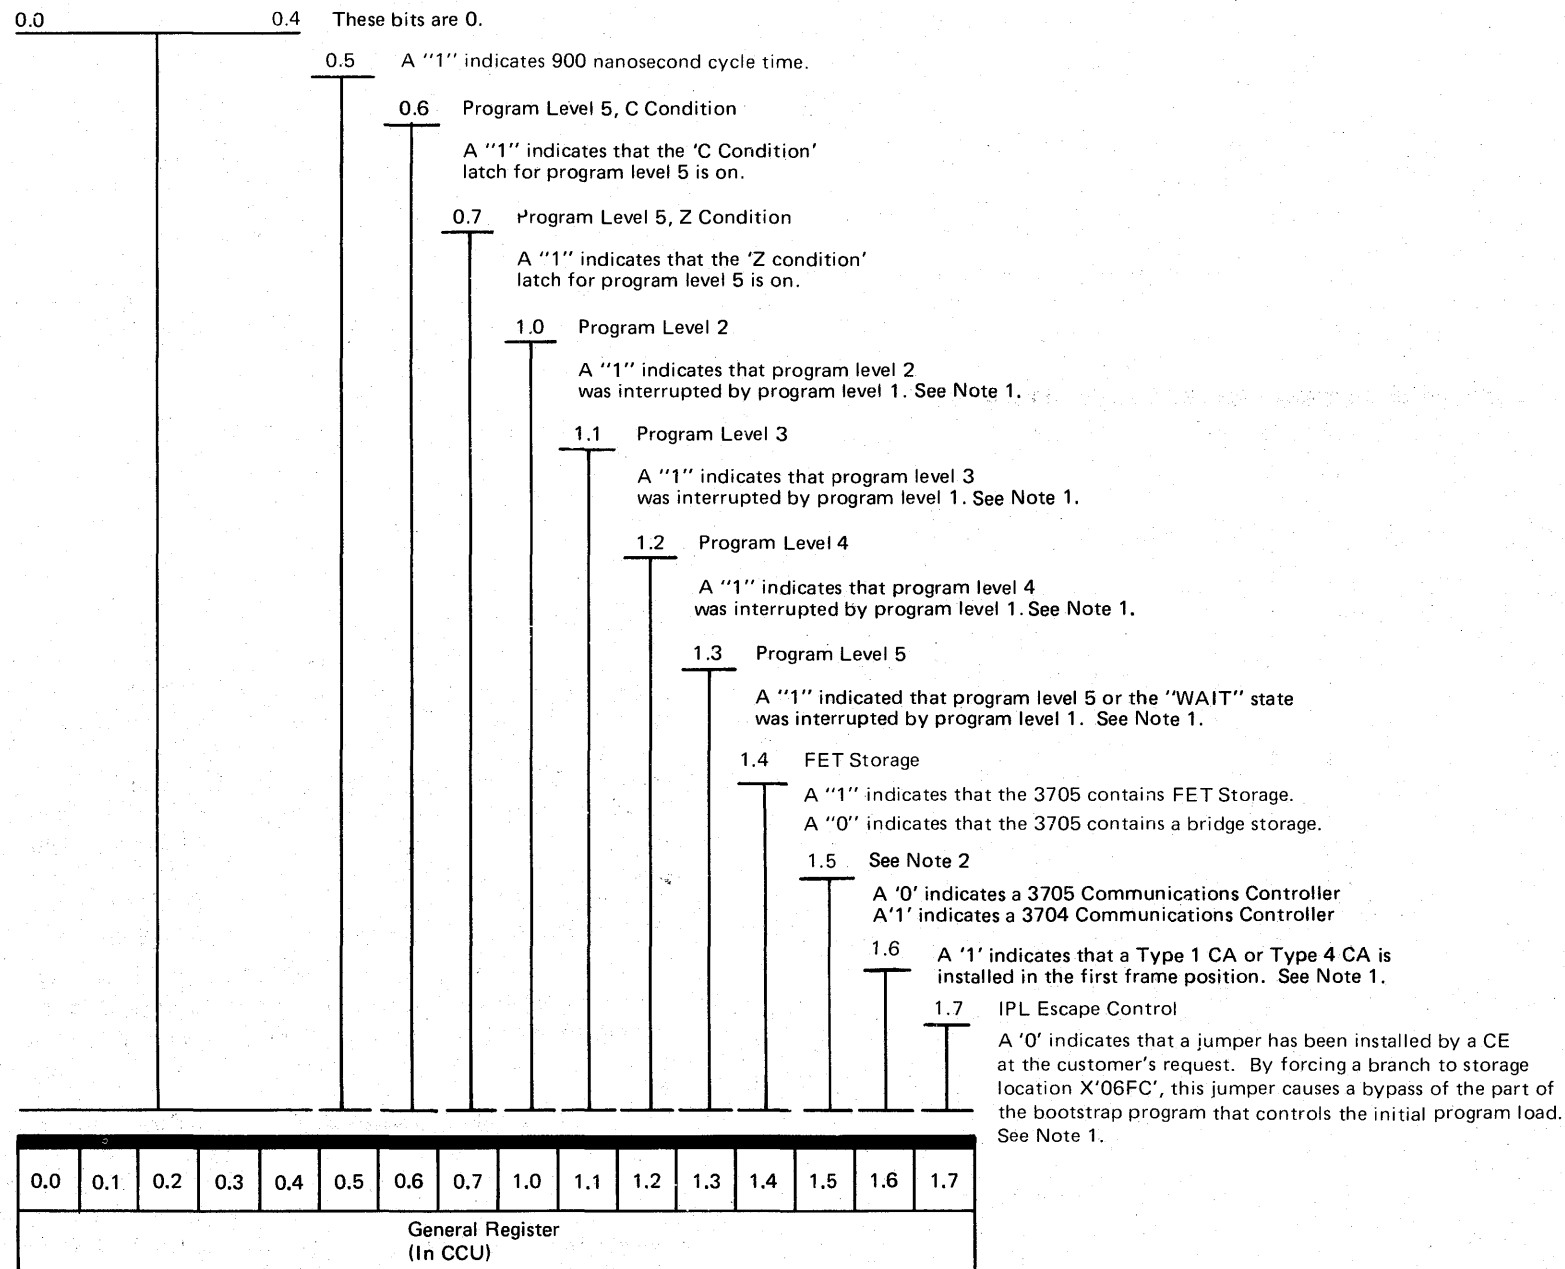 0.0 0.4 These bits are 0.
0.5 A "1" indicates 900 nanosecond cycle time.
0.6 Program Level 5, C Condition
A "1" indicates that the 'C Condition'
latch for program level 5 is on.
0.7 Program Level 5, Z Condition
A "1" indicates that the 'Z condition'
latch for program level 5 is on.
1.0 Program Level 2
A "1" indicates that program level 2
was interrupted by program level 1. See Note 1.
1.1 Program Level 3
A "1" indicates that program level 3
was interrupted by program level 1. See Note 1.
1.2 Program Level 4
A "1" indicates that program level 4
was interrupted by program level 1. See Note 1.
1.3 Program Level 5
A "1" indicated that program level 5 or the "WAIT" state
was interrupted by program level 1. See Note 1.
1.4 FET Storage
A "1" indicates that the 3705 contains FET Storage.
A "0" indicates that the 3705 contains a bridge storage.
1.5 See Note 2
A '0' indicates a 3705 Communications Controller
A'1' indicates a 3704 Communications Controller
1.6 A '1' indicates that a Type 1 CA or Type 4 CA is
installed in the first frame position. See Note 1.
1.7 IPL Escape Control
A '0' indicates that a jumper has been installed by a CE
at the customer's request. By forcing a branch to storage
location X'06FC', this jumper causes a bypass of the part of
the bootstrap program that controls the initial program load.
See Note 1.
0.0 0.1 0.2 0.3 0.4 0.5 0.6 0.7 1.0 1.1 1.2 1.3 1.4 1.5 1.6 1.7
General Register
(In CCU)